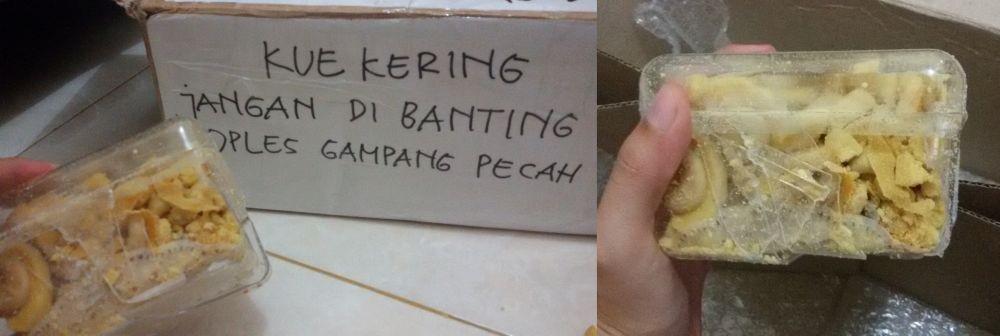 KUE KERING
JANGAN DI BANTING
OPLES GAMPANG PECAH